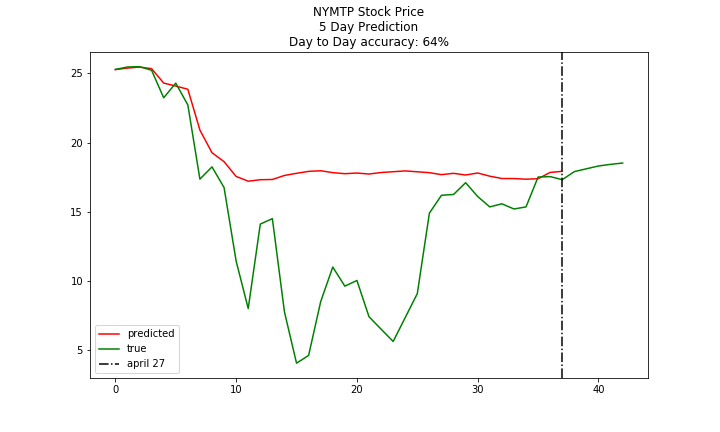 NYMTP Stock Price
5 Day Prediction
Day to Day accuracy: 64%
25
20
15
10
5
predicted
true
april 27
0
10
20
30
40